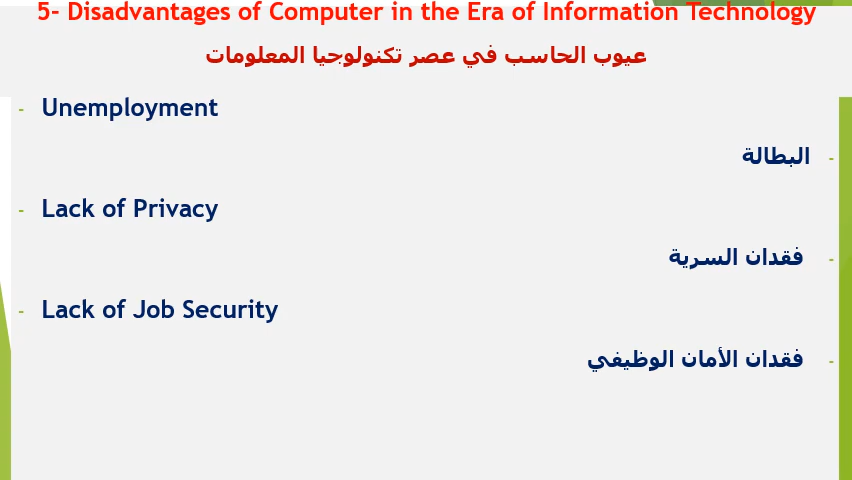 5- Disadvantages of Computer in the Era of Information Technology
عيوب الحاسب في عصر تكنولوجيا المعلومات
- Unemployment
- البطالة
- Lack of Privacy
- فقدان السرية
- Lack of Job Security
- فقدان الأمان الوظيفي